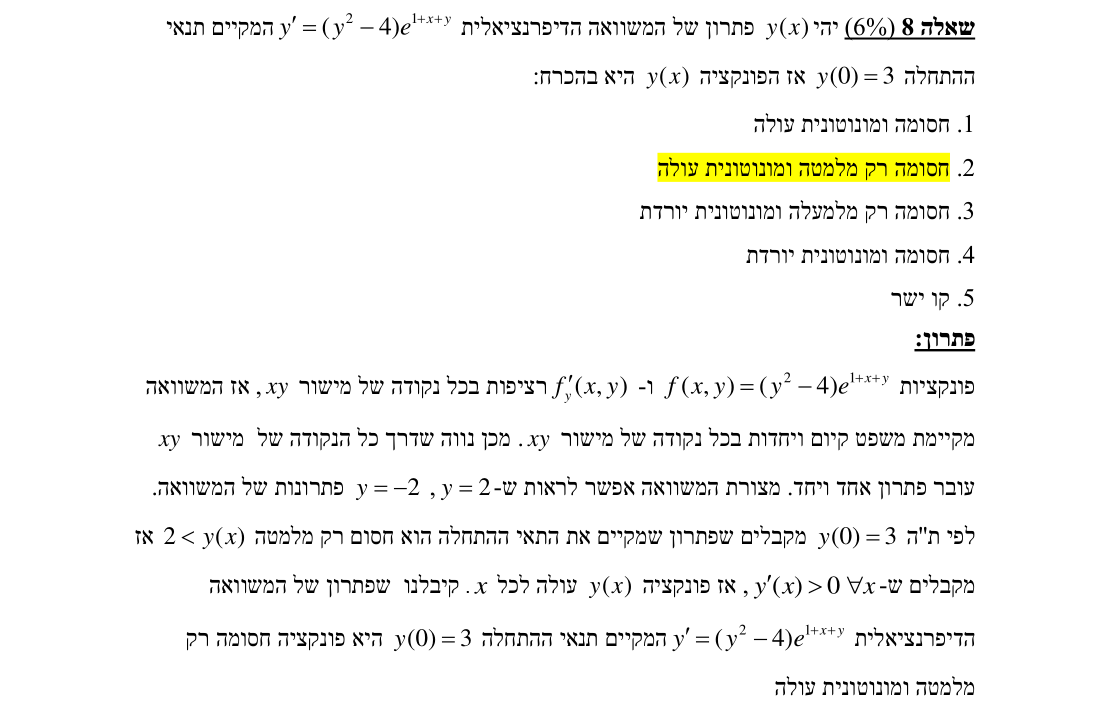 שאלה 8 (6%) יהי y(x) פתרון של המשוואה הדיפרנציאלית y′ = (y² − 4)e^{1+x+y} המקיים תנאי
ההתחלה y(0) = 3 אז הפונקציה y(x) היא בהכרח:
1. חסומה ומונוטונית עולה
2. חסומה רק מלמטה ומונוטונית עולה
3. חסומה רק מלמעלה ומונוטונית יורדת
4. חסומה ומונוטונית יורדת
5. קו ישר
פתרון:
פונקציות f(x, y) = (y² − 4)e^{1+x+y} ו- f′_y(x, y) רציפות בכל נקודה של מישור xy, אז המשוואה
מקיימת משפט קיום ויחדות בכל נקודה של מישור xy. מכן נווה שדרך כל הנקודה של מישור xy
עובר פתרון אחד ויחד. מצורת המשוואה אפשר לראות ש-y = 2, y = −2 פתרונות של המשוואה.
לפי ת"ה y(0) = 3 מקבלים שפתרון שמקיים את התאי ההתחלה הוא חסום רק מלמטה 2 < y(x) אז
מקבלים ש-y′(x) > 0 ∀x, אז פונקציה y(x) עולה לכל x. קיבלנו שפתרון של המשוואה
הדיפרנציאלית y′ = (y² − 4)e^{1+x+y} המקיים תנאי ההתחלה y(0) = 3 היא פונקציה חסומה רק
מלמטה ומונוטונית עולה